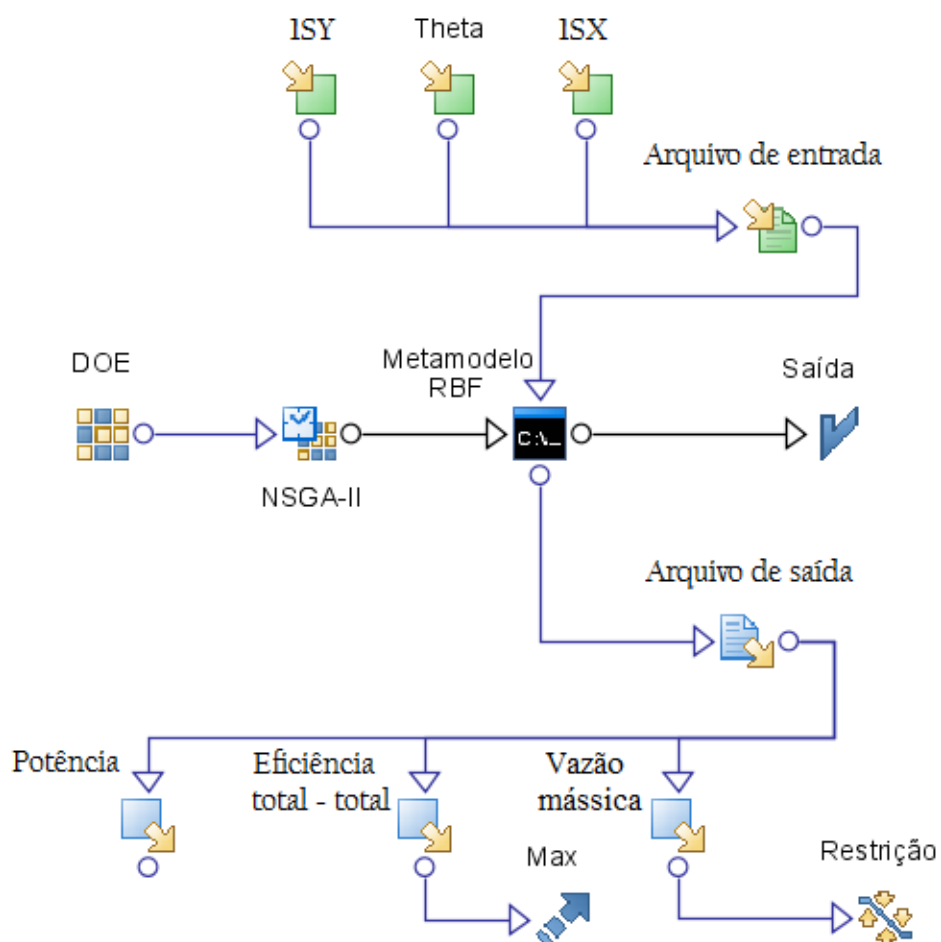 1SY
Theta
1SX
Arquivo de entrada
DOE
Metamodelo
RBF
Saída
C:\_
NSGA-II
Arquivo de saída
Potência
Eficiência
total - total
Vazão
mássica
Max
Restrição